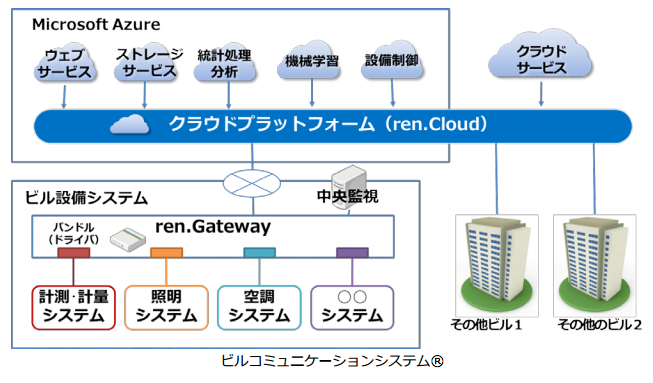 Microsoft Azure
ウェブ
サービス
ストレージ
サービス
統計処理
分析
機械学習
設備制御
クラウド
サービス
クラウドプラットフォーム（ren.Cloud）
ビル設備システム
中央監視
バンドル
（ドライバ）
ren.Gateway
計測・計量
システム
照明
システム
空調
システム
○○
システム
その他ビル１
その他のビル２
ビルコミュニケーションシステム®